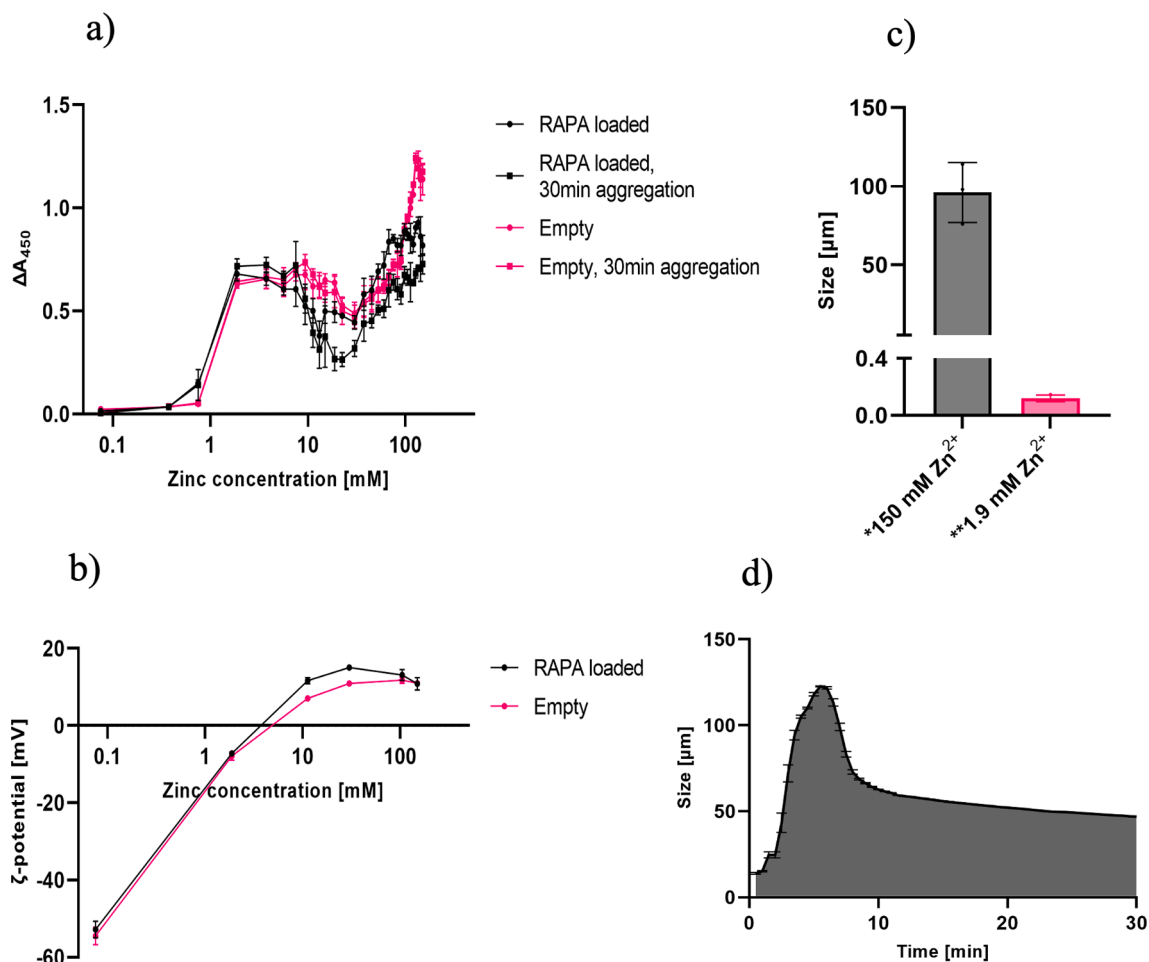 a)
ΔA450
1.5
1.0
0.5
0.0
0.1
1
10
100
Zinc concentration [mM]
RAPA loaded
RAPA loaded,
30min aggregation
Empty
Empty, 30min aggregation
c)
Size [µm]
150
100
50
0.4
0.0
*150 mM Zn2+
**1.9 mM Zn2+
b)
ζ-potential [mV]
20
0
-20
-40
-60
0.1
1
10
100
Zinc concentration [mM]
RAPA loaded
Empty
d)
Size [µm]
150
100
50
0
0
10
20
30
Time [min]